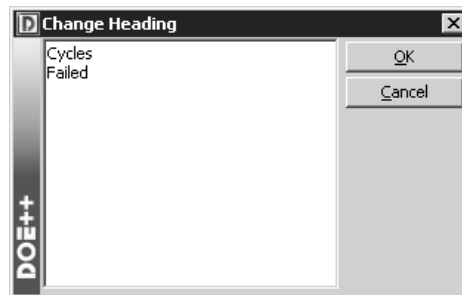 D Change Heading
Cycles
Failed
OK
Cancel
DOE++